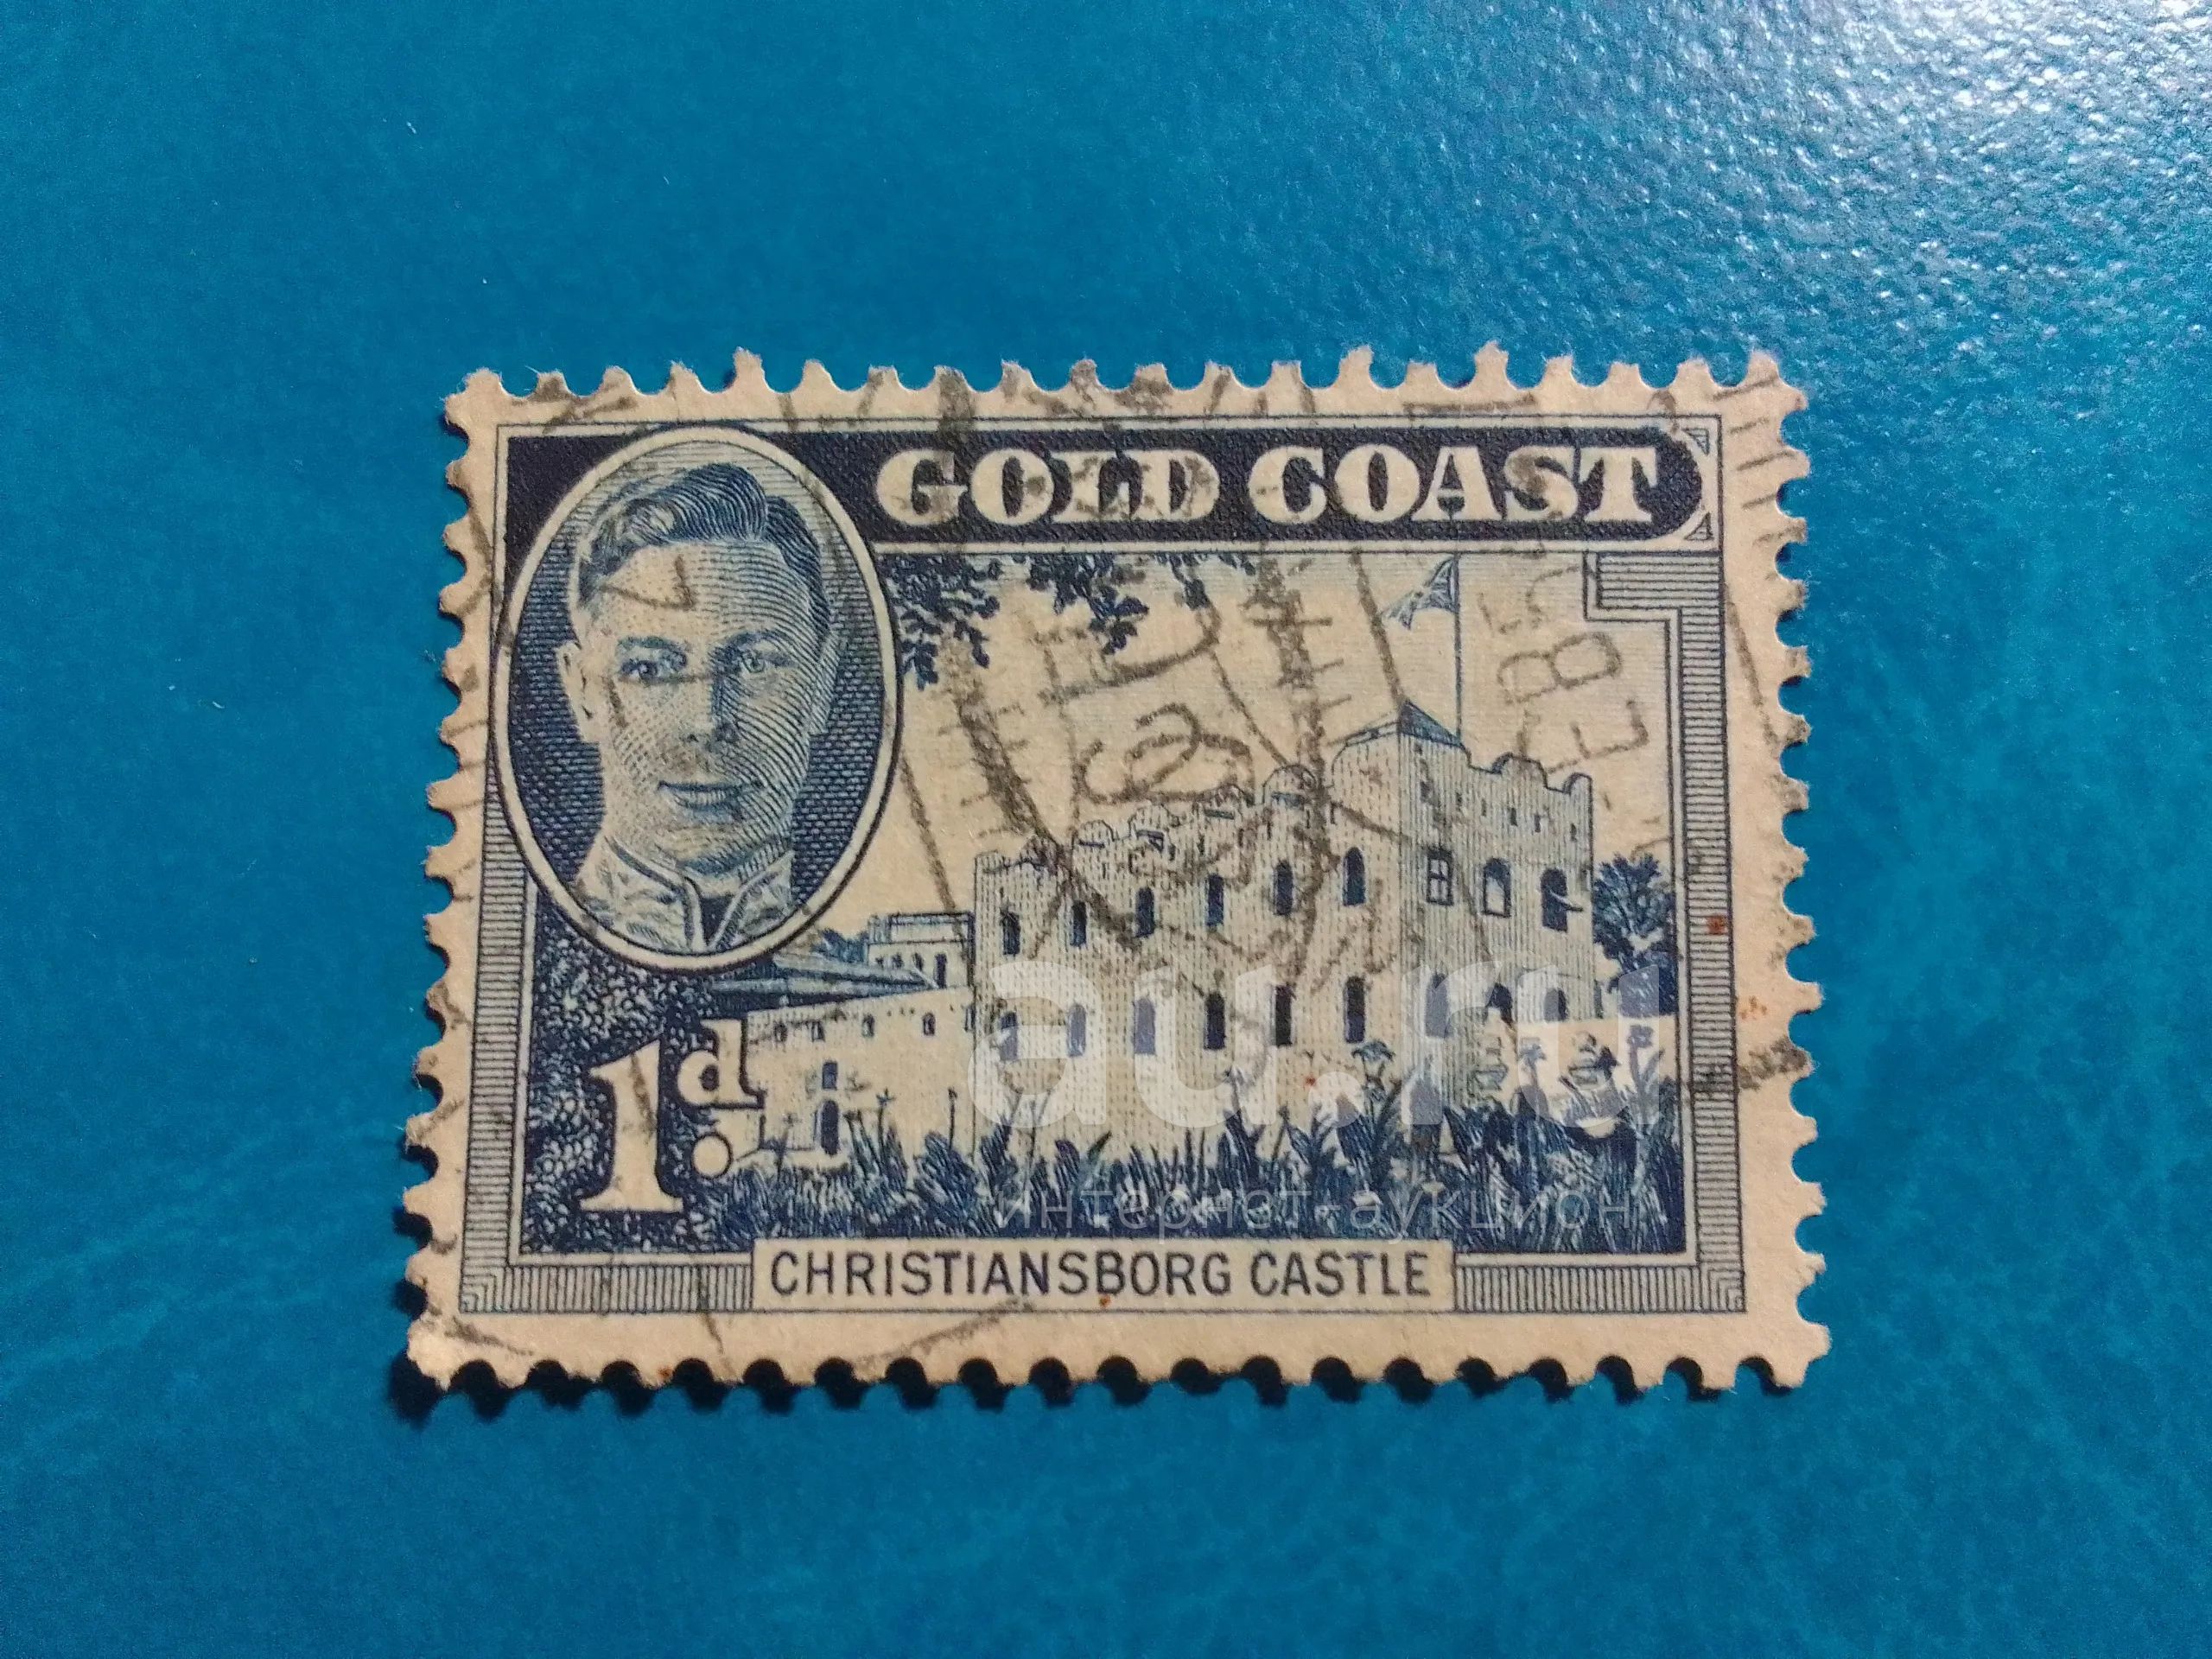 GOLD COAST
1d.
CHRISTIANSBORG CASTLE
au.ru
интернет-аукцион